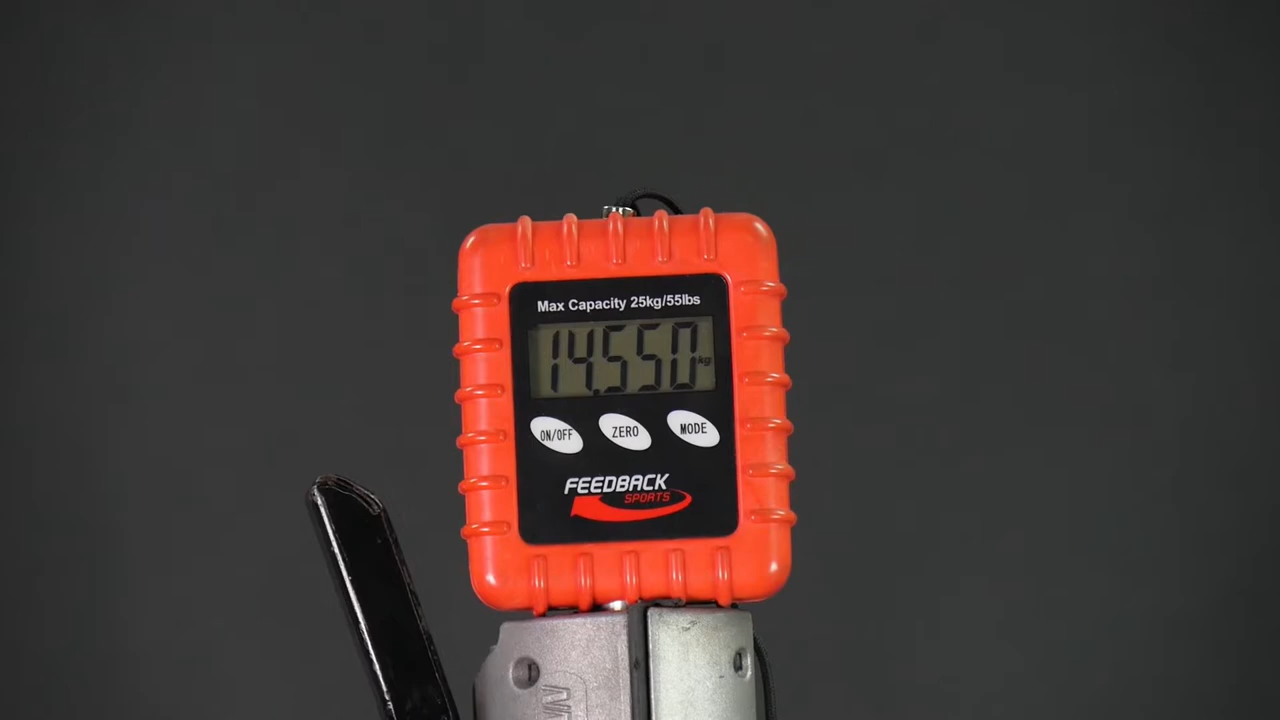 Max Capacity 25kg/55lbs
14.550 kg
ON/OFF ZERO MODE
FEEDBACK
SPORTS